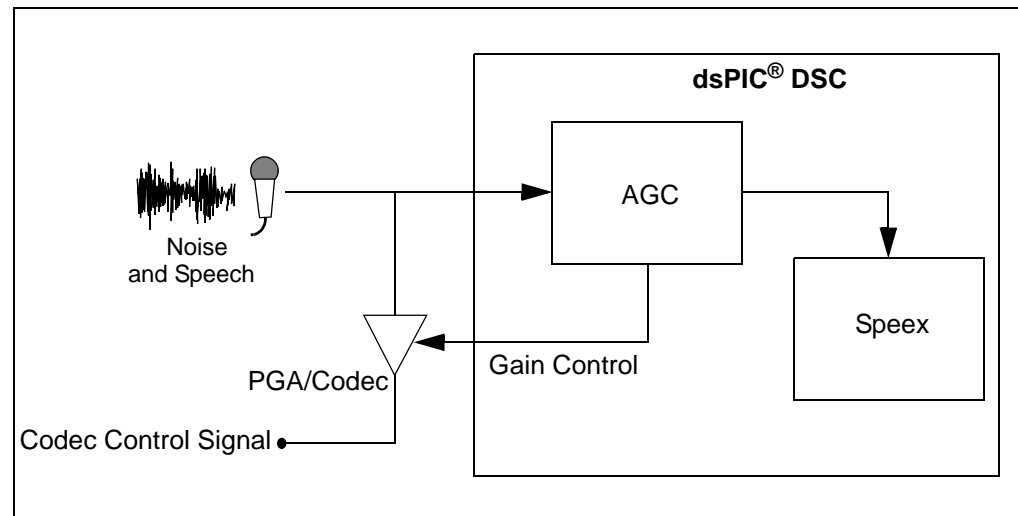 dsPIC® DSC
AGC
Noise
and Speech
Speex
Gain Control
PGA/Codec
Codec Control Signal